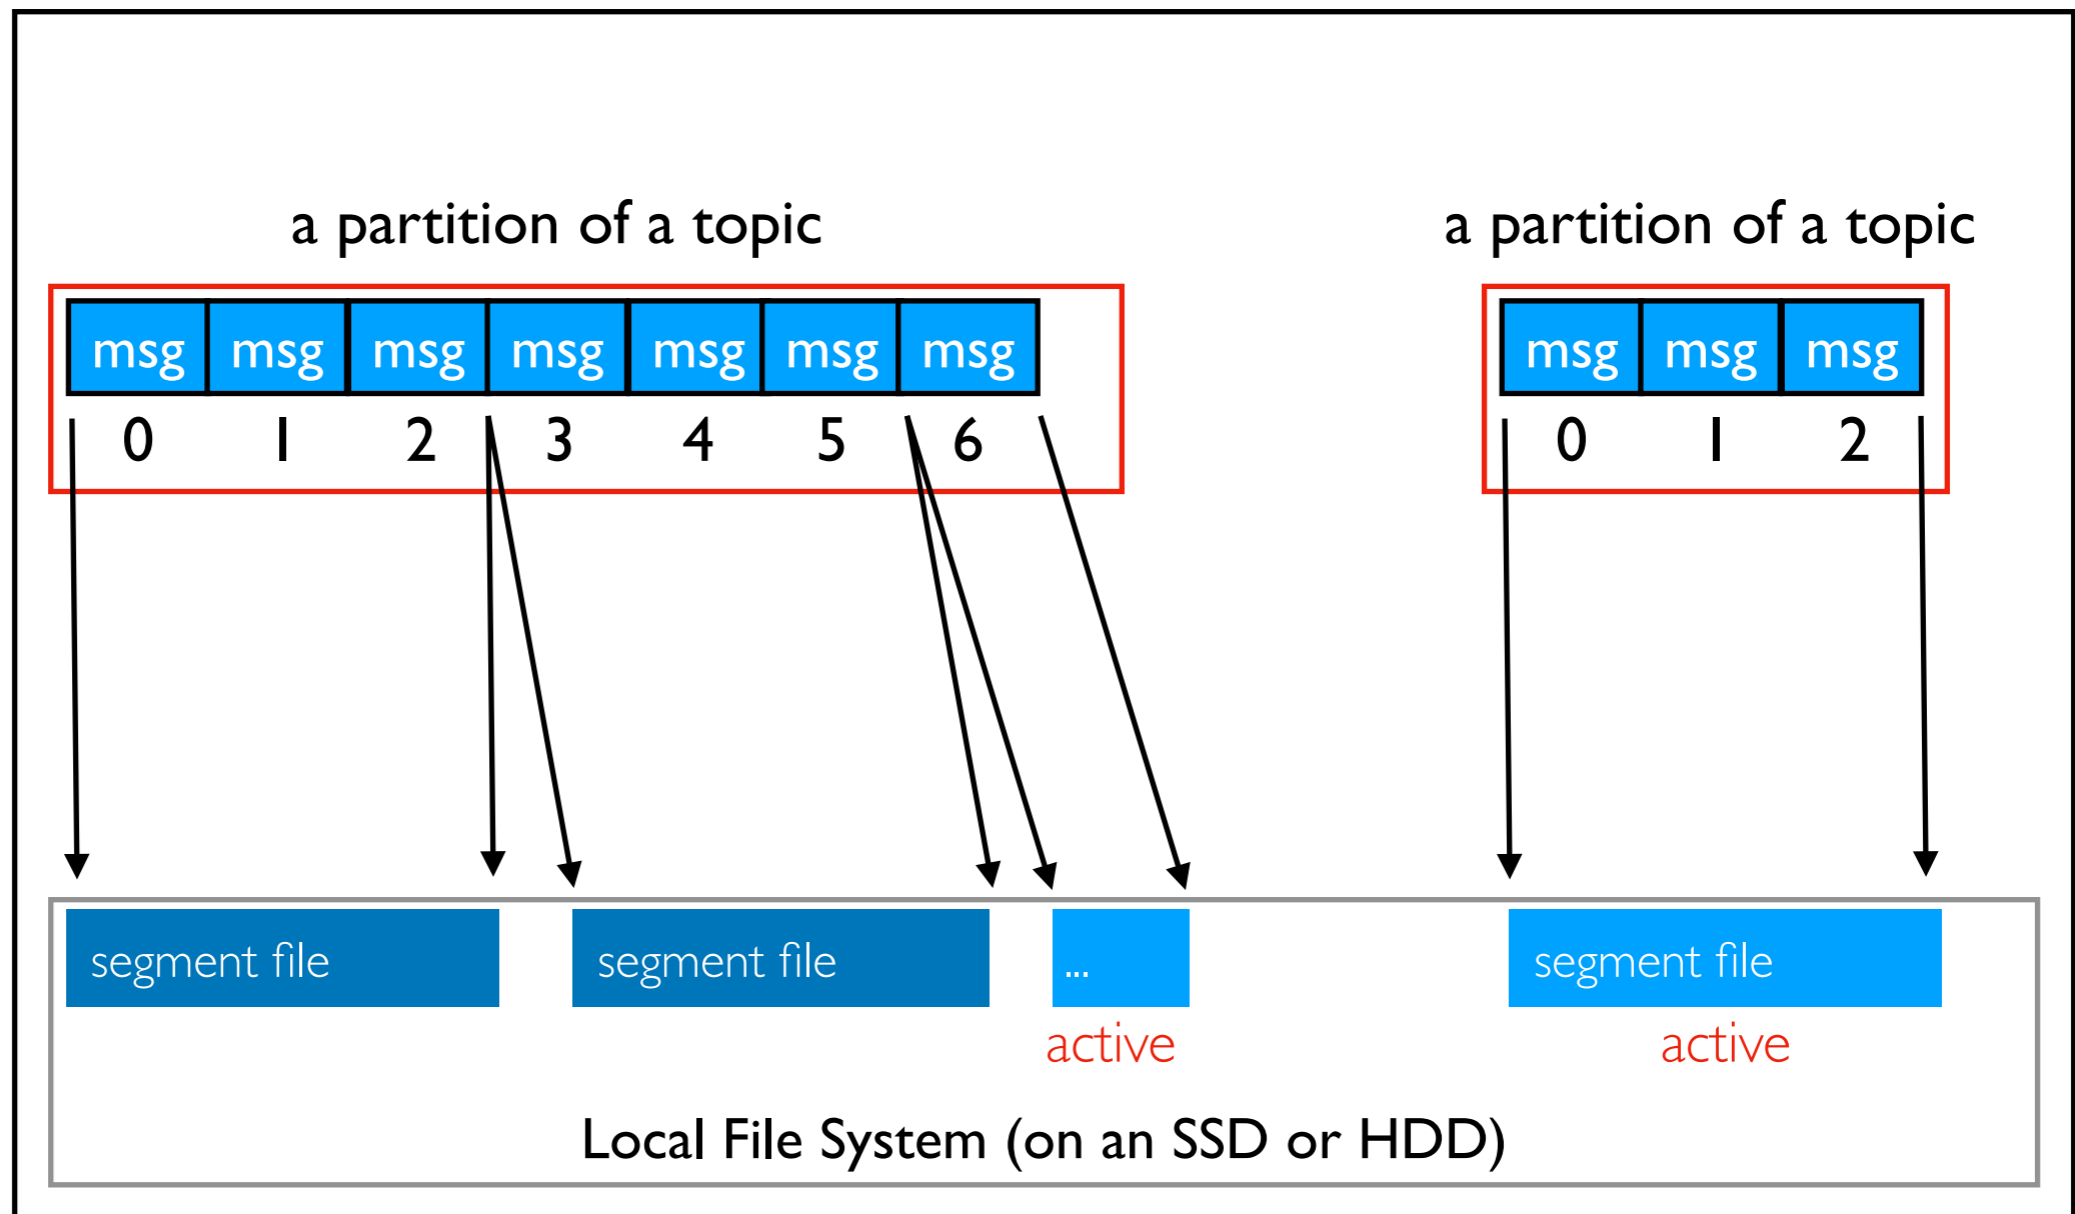 a partition of a topic
a partition of a topic
msg msg msg msg msg msg msg
msg msg msg
0 1 2 3 4 5 6
0 1 2
segment file
segment file
...
segment file
active
active
Local File System (on an SSD or HDD)